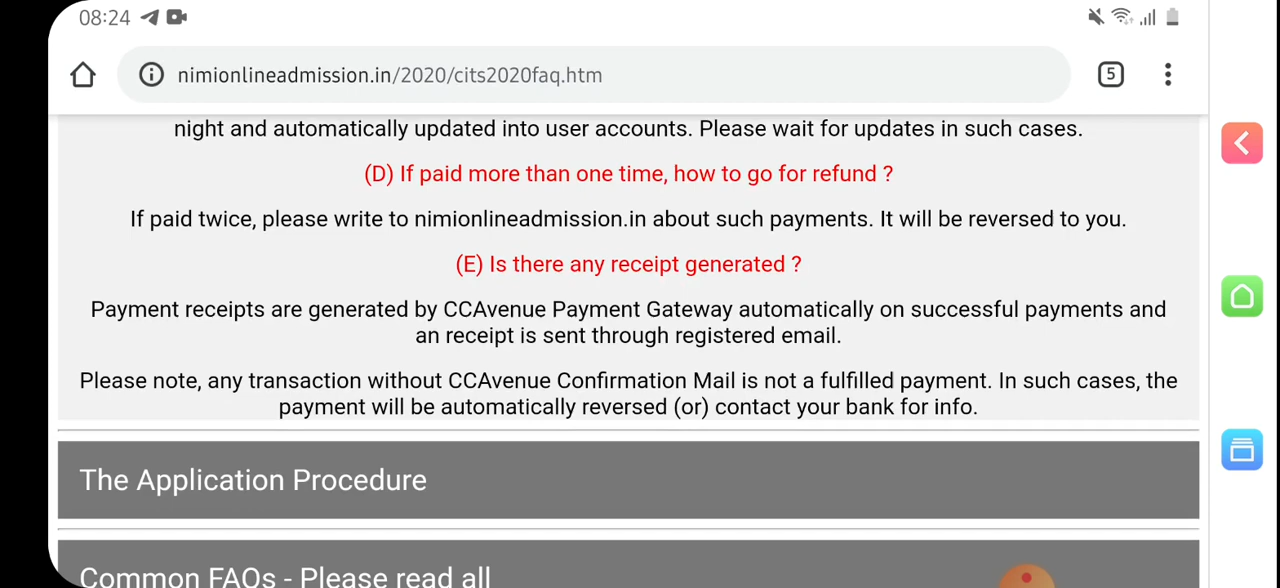 08:24
nimionlineadmission.in/2020/cits2020faq.htm
5
night and automatically updated into user accounts. Please wait for updates in such cases.
(D) If paid more than one time, how to go for refund ?
If paid twice, please write to nimionlineadmission.in about such payments. It will be reversed to you.
(E) Is there any receipt generated ?
Payment receipts are generated by CCAvenue Payment Gateway automatically on successful payments and
an receipt is sent through registered email.
Please note, any transaction without CCAvenue Confirmation Mail is not a fulfilled payment. In such cases, the
payment will be automatically reversed (or) contact your bank for info.
The Application Procedure
Common FAQs - Please read all